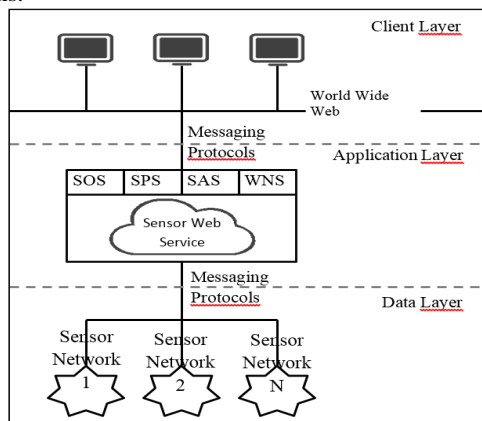 Client Layer
World Wide
Web
Messaging
Protocols
Application Layer
SOS SPS SAS WNS
Sensor Web
Service
Messaging
Protocols
Data Layer
Sensor
Network
1
Sensor
Network
2
Sensor
Network
N